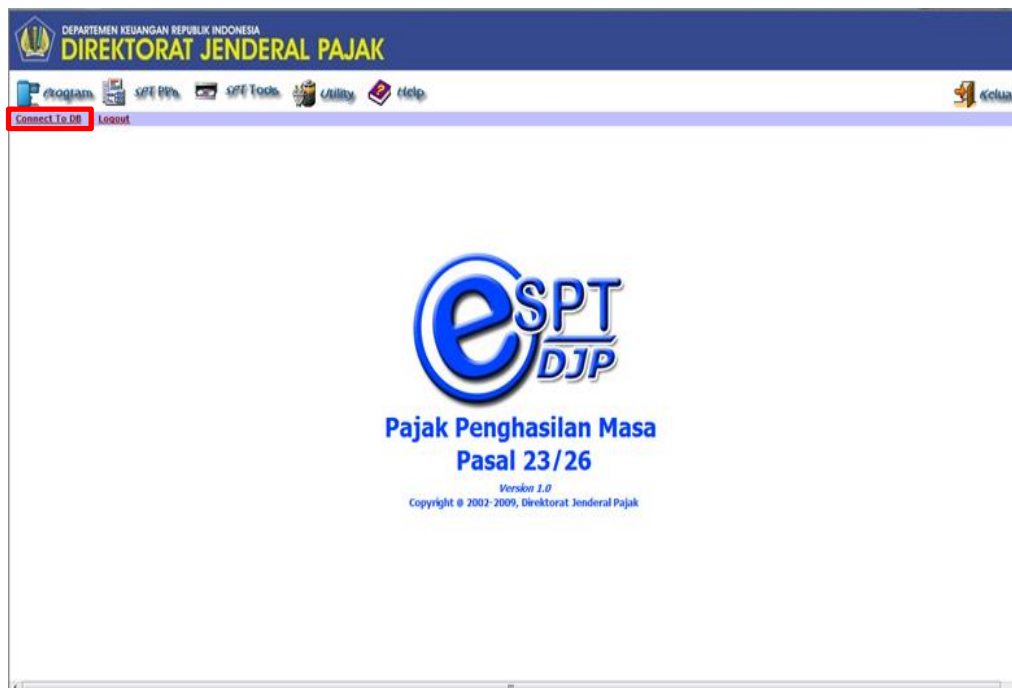 DEPARTEMEN KEUANGAN REPUBLIK INDONESIA
DIREKTORAT JENDERAL PAJAK
Program SPT PPh SPT Tools Utility Help Kelua
Connect To DB Logout
e SPT
DJP
Pajak Penghasilan Masa
Pasal 23/26
Version 1.0
Copyright @ 2002-2009, Direktorat Jenderal Pajak